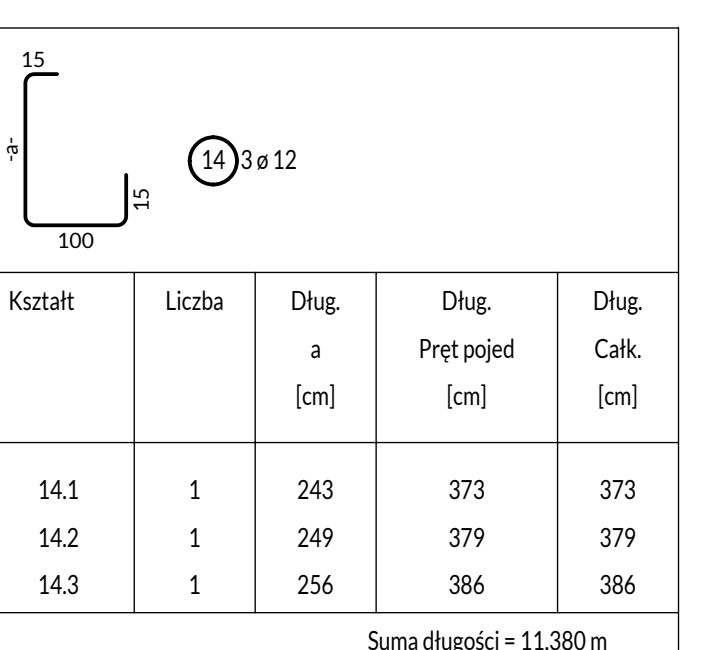 15
-a-
14 3 ø 12
15
100
Kształt Liczba Dług. Dług. Dług.
a Pręt pojed Całk.
[cm] [cm] [cm]
14.1 1 243 373 373
14.2 1 249 379 379
14.3 1 256 386 386
Suma długości = 11.380 m